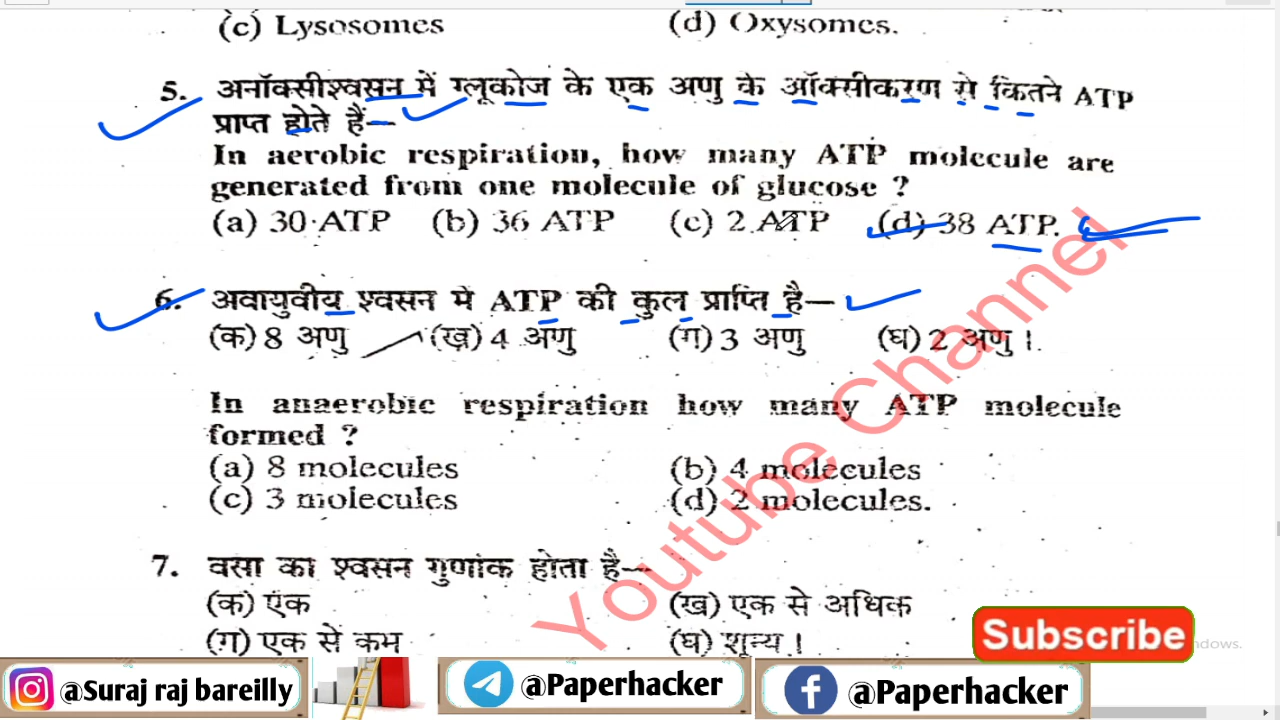 (c) Lysosomes (d) Oxysomes.
5. अनॉक्सीश्वसन में ग्लूकोज के एक अणु के ऑक्सीकरण से कितने ATP
प्राप्त होते हैं—
In aerobic respiration, how many ATP molecule are
generated from one molecule of glucose ?
(a) 30 ATP (b) 36 ATP (c) 2 ATP (d) 38 ATP.
6. अवायुवीय श्वसन में ATP की कुल प्राप्ति है—
(क) 8 अणु (ख) 4 अणु (ग) 3 अणु (घ) 2 अणु ।
In anaerobic respiration how many ATP molecule
formed ?
(a) 8 molecules (b) 4 molecules
(c) 3 molecules (d) 2 molecules.
7. वसा का श्वसन गुणांक होता है—
(क) एक (ख) एक से अधिक
(ग) एक से कम (घ) शून्य ।
Youtube Channel
Subscribe
@Suraj raj bareilly @Paperhacker @Paperhacker